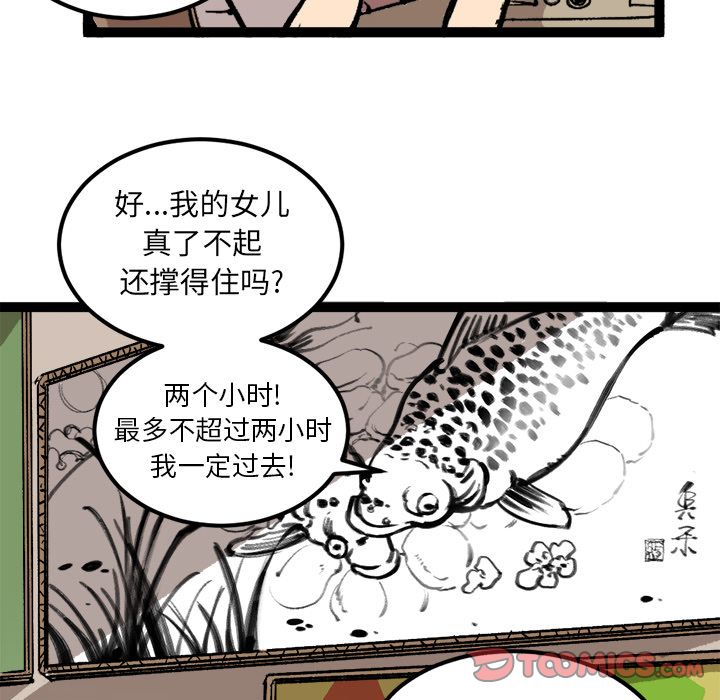 好...我的女儿
真了不起
还撑得住吗?
两个小时!
最多不超过两小时
我一定过去!
TOOMICS.COM